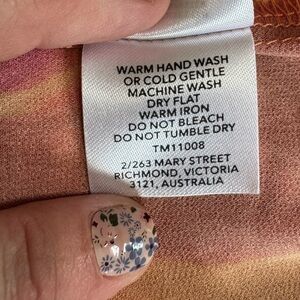 WARM HAND WASH
OR COLD GENTLE
MACHINE WASH
DRY FLAT
WARM IRON
DO NOT BLEACH
DO NOT TUMBLE DRY
TM11008
2/263 MARY STREET
RICHMOND, VICTORIA
3121, AUSTRALIA